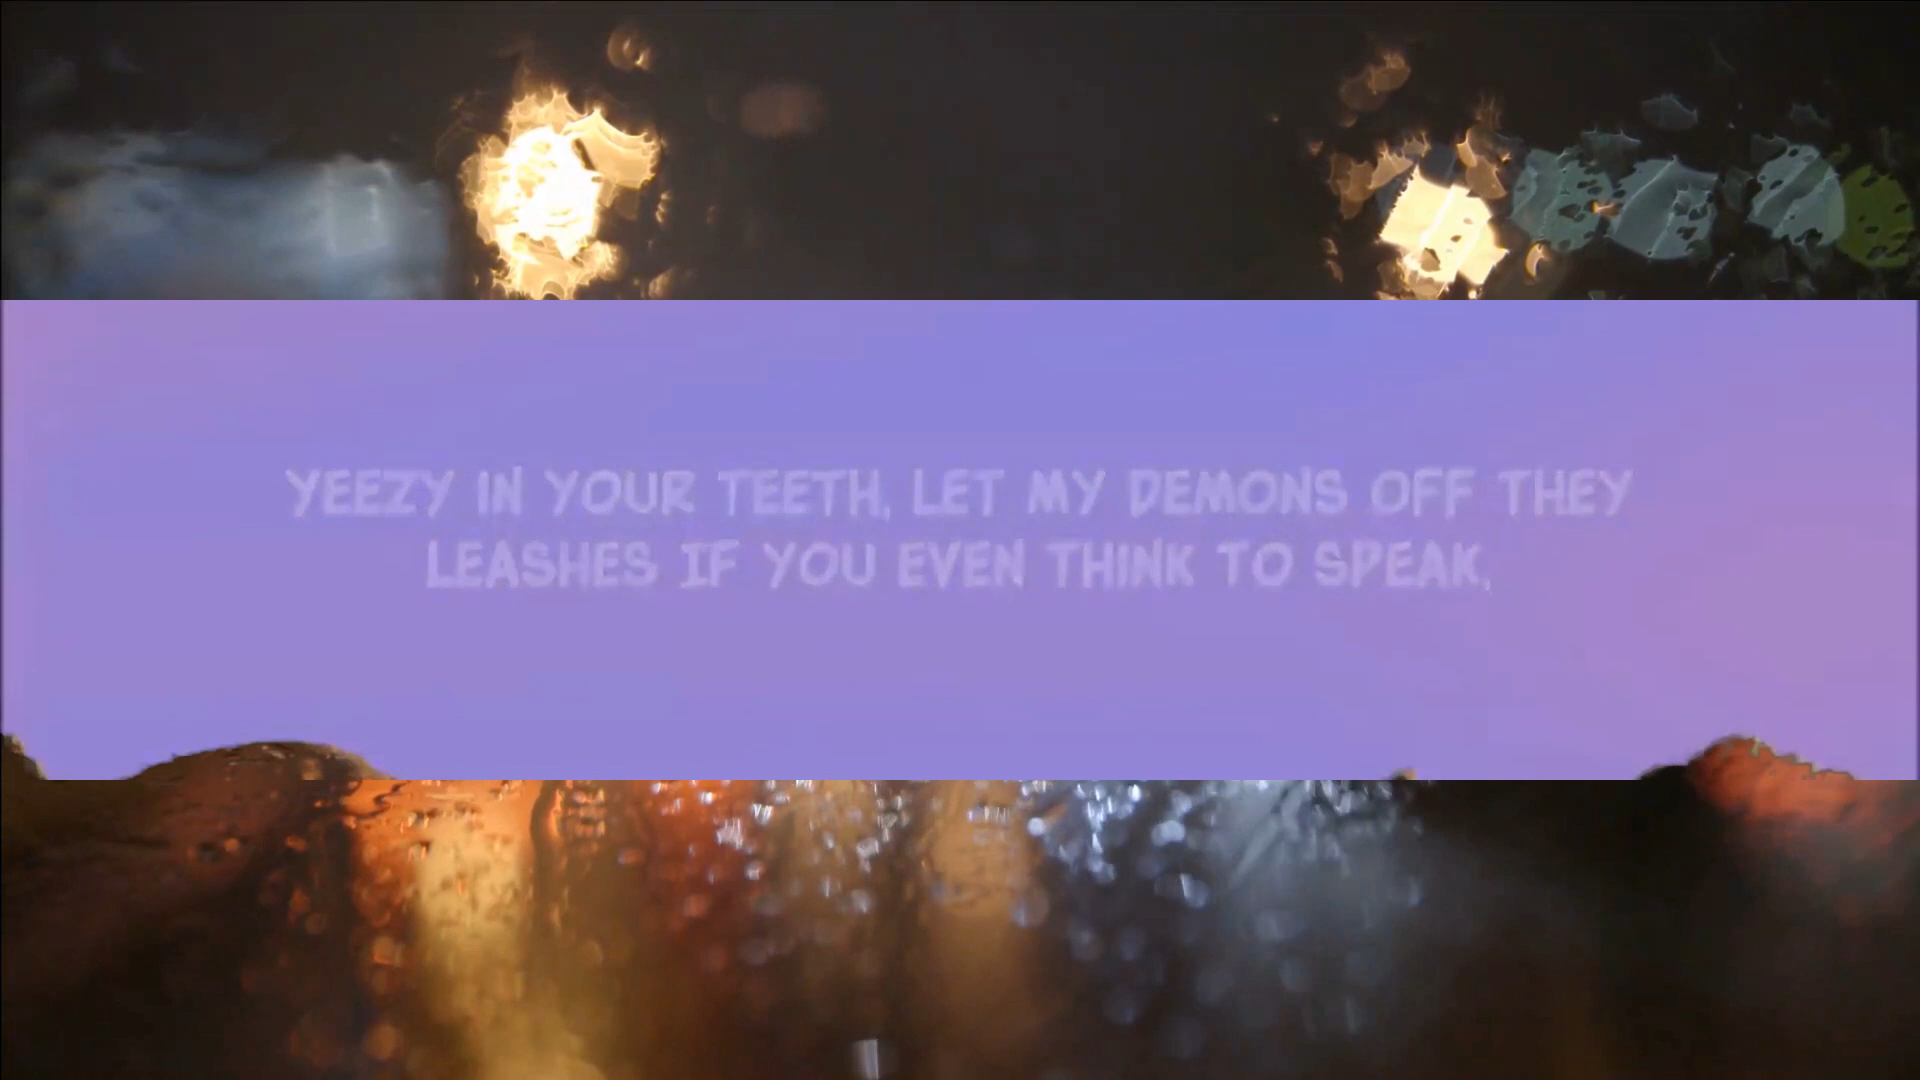 YEEZY IN YOUR TEETH, LET MY DEMONS OFF THEY
LEASHES IF YOU EVEN THINK TO SPEAK,